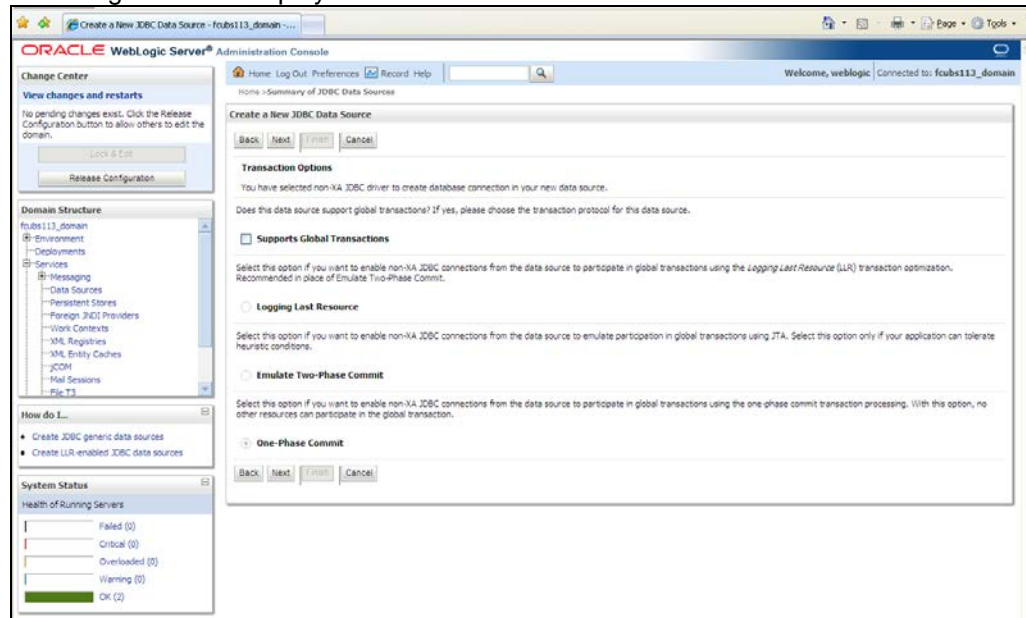 Create a New JDBC Data Source - fcubs113_domain -...
Page
Tools
ORACLE WebLogic Server® Administration Console
Change Center
View changes and restarts
No pending changes exist. Click the Release
Configuration button to allow others to edit the
domain.
Lock & Edit
Release Configuration
Domain Structure
fcubs113_domain
Environment
Deployments
Services
Messaging
Data Sources
Persistent Stores
Foreign JNDI Providers
Work Contexts
XML Registries
XML Entity Caches
jCOM
Mail Sessions
File T3
How do I...
Create JDBC generic data sources
Create LLR-enabled JDBC data sources
System Status
Health of Running Servers
Failed (0)
Critical (0)
Overloaded (0)
Warning (0)
OK (2)
Home Log Out Preferences Record Help
Welcome, weblogic Connected to: fcubs113_domain
Home >Summary of JDBC Data Sources
Create a New JDBC Data Source
Back Next Finish Cancel
Transaction Options
You have selected non-XA JDBC driver to create database connection in your new data source.
Does this data source support global transactions? If yes, please choose the transaction protocol for this data source.
Supports Global Transactions
Select this option if you want to enable non-XA JDBC connections from the data source to participate in global transactions using the Logging Last Resource (LLR) transaction optimization.
Recommended in place of Emulate Two-Phase Commit.
Logging Last Resource
Select this option if you want to enable non-XA JDBC connections from the data source to emulate participation in global transactions using JTA. Select this option only if your application can tolerate
heuristic conditions.
Emulate Two-Phase Commit
Select this option if you want to enable non-XA JDBC connections from the data source to participate in global transactions using the one-phase commit transaction processing. With this option, no
other resources can participate in the global transaction.
One-Phase Commit
Back Next Finish Cancel